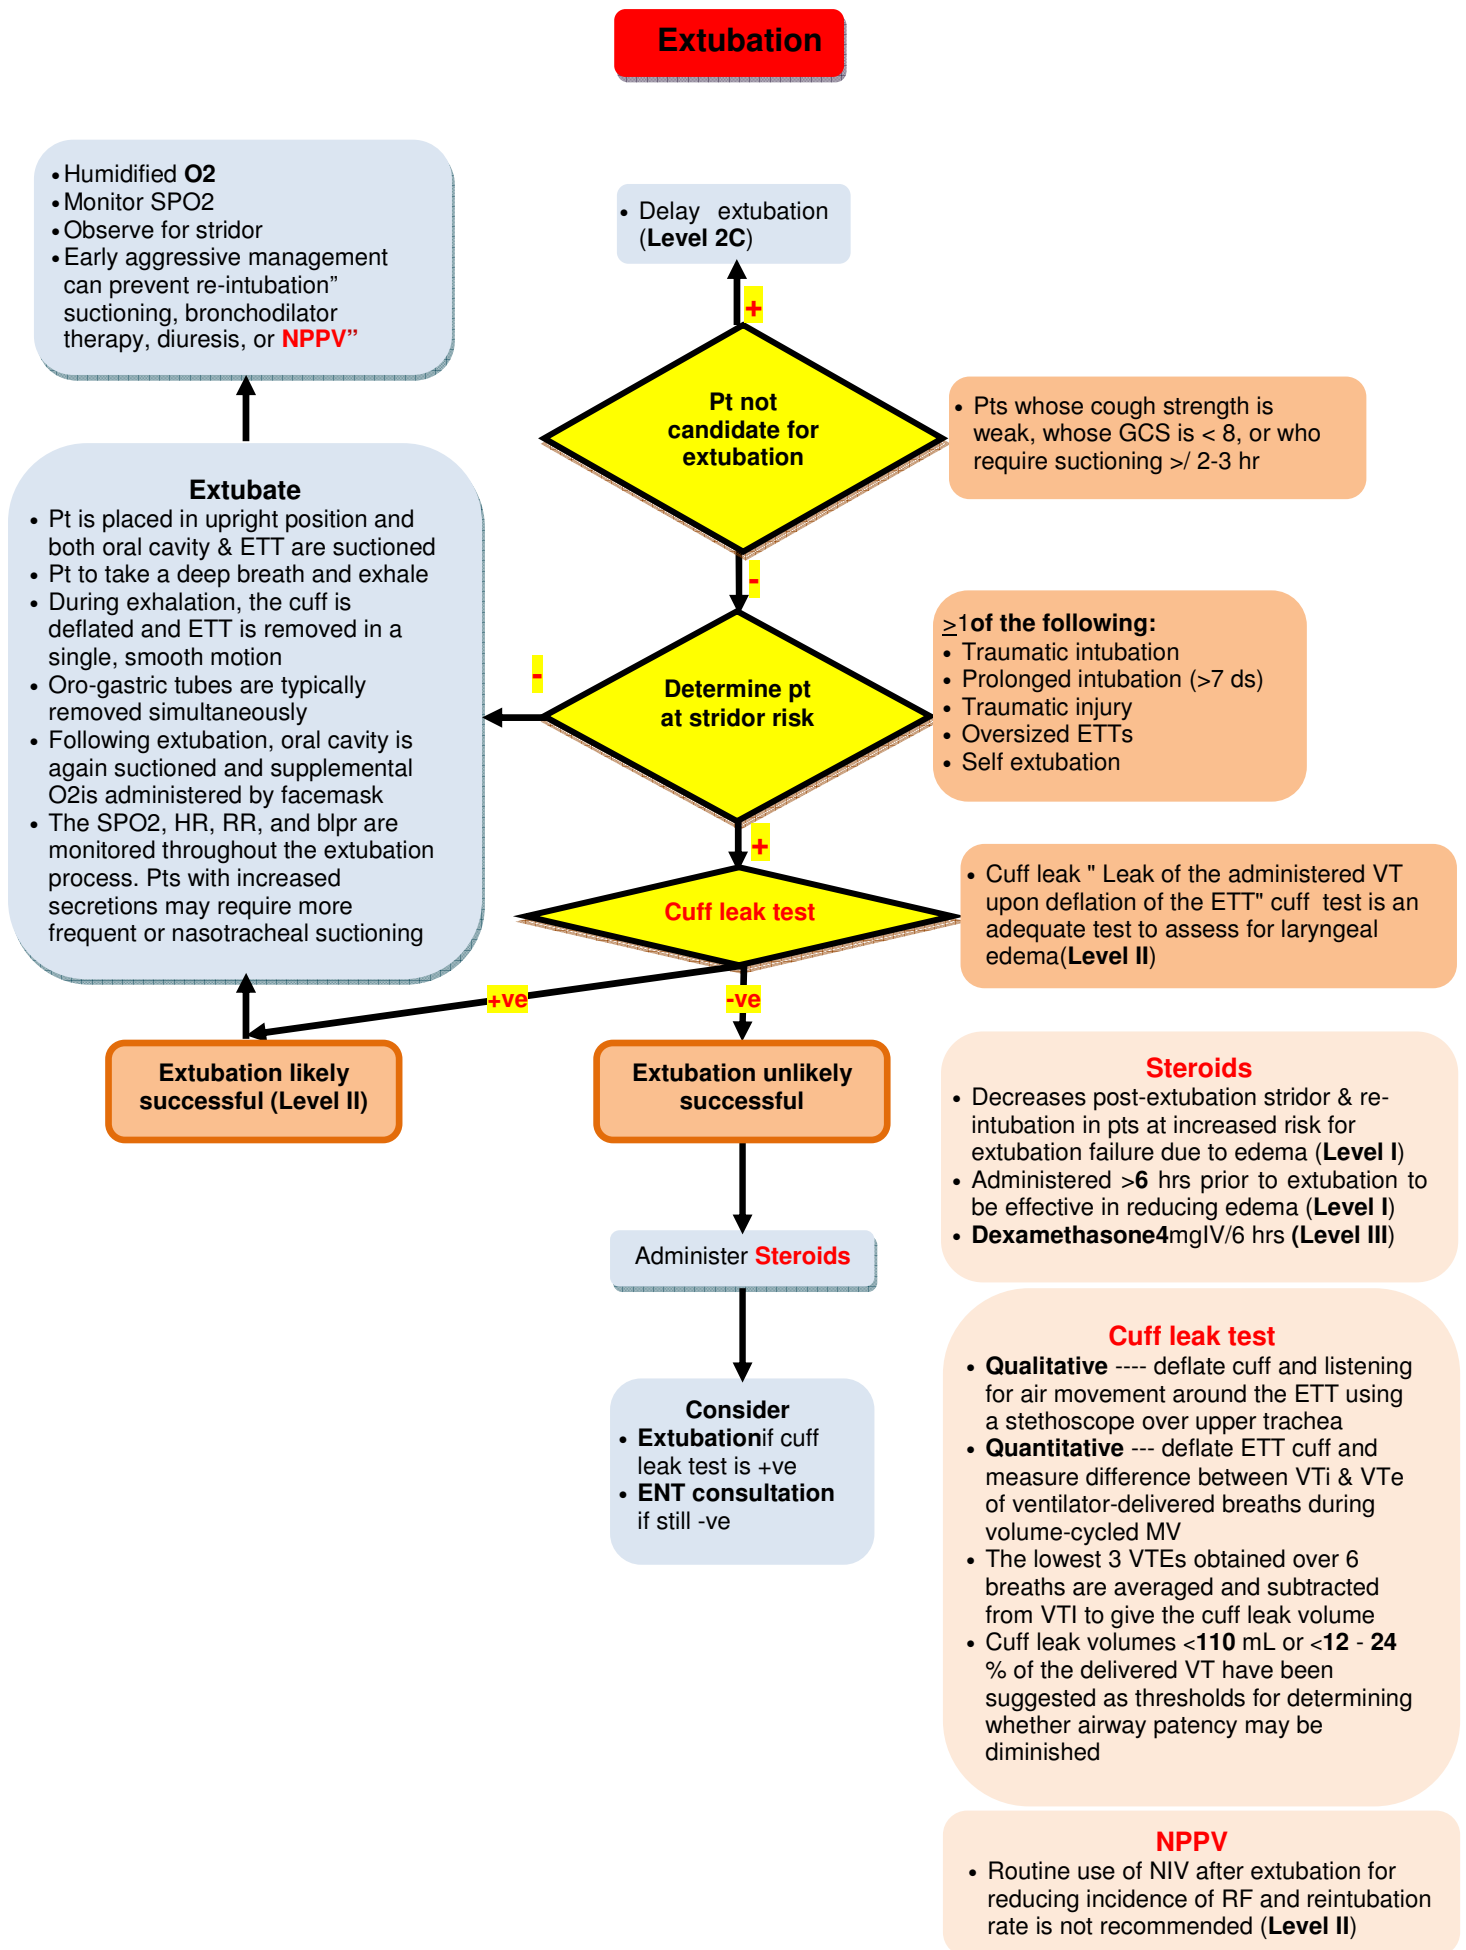 Extubation
• Humidified O2
• Monitor SPO2
• Observe for stridor
• Early aggressive management
can prevent re-intubation”
suctioning, bronchodilator
therapy, diuresis, or NPPV”
• Delay extubation
(Level 2C)
+
Pt not
candidate for
extubation
• Pts whose cough strength is
weak, whose GCS is < 8, or who
require suctioning >/ 2-3 hr
-
Extubate
• Pt is placed in upright position and
both oral cavity & ETT are suctioned
• Pt to take a deep breath and exhale
• During exhalation, the cuff is
deflated and ETT is removed in a
single, smooth motion
• Oro-gastric tubes are typically
removed simultaneously
• Following extubation, oral cavity is
again suctioned and supplemental
O2is administered by facemask
• The SPO2, HR, RR, and blpr are
monitored throughout the extubation
process. Pts with increased
secretions may require more
frequent or nasotracheal suctioning
-
Determine pt
at stridor risk
>1of the following:
• Traumatic intubation
• Prolonged intubation (>7 ds)
• Traumatic injury
• Oversized ETTs
• Self extubation
+
Cuff leak test
• Cuff leak " Leak of the administered VT
upon deflation of the ETT" cuff test is an
adequate test to assess for laryngeal
edema(Level II)
+ve
-ve
Extubation likely
successful (Level II)
Extubation unlikely
successful
Administer Steroids
Consider
• Extubationif cuff
leak test is +ve
• ENT consultation
if still -ve
Steroids
• Decreases post-extubation stridor & re-
intubation in pts at increased risk for
extubation failure due to edema (Level I)
• Administered >6 hrs prior to extubation to
be effective in reducing edema (Level I)
• Dexamethasone4mgIV/6 hrs (Level III)
Cuff leak test
• Qualitative ---- deflate cuff and listening
for air movement around the ETT using
a stethoscope over upper trachea
• Quantitative --- deflate ETT cuff and
measure difference between VTi & VTe
of ventilator-delivered breaths during
volume-cycled MV
• The lowest 3 VTEs obtained over 6
breaths are averaged and subtracted
from VTI to give the cuff leak volume
• Cuff leak volumes <110 mL or <12 - 24
% of the delivered VT have been
suggested as thresholds for determining
whether airway patency may be
diminished
NPPV
• Routine use of NIV after extubation for
reducing incidence of RF and reintubation
rate is not recommended (Level II)